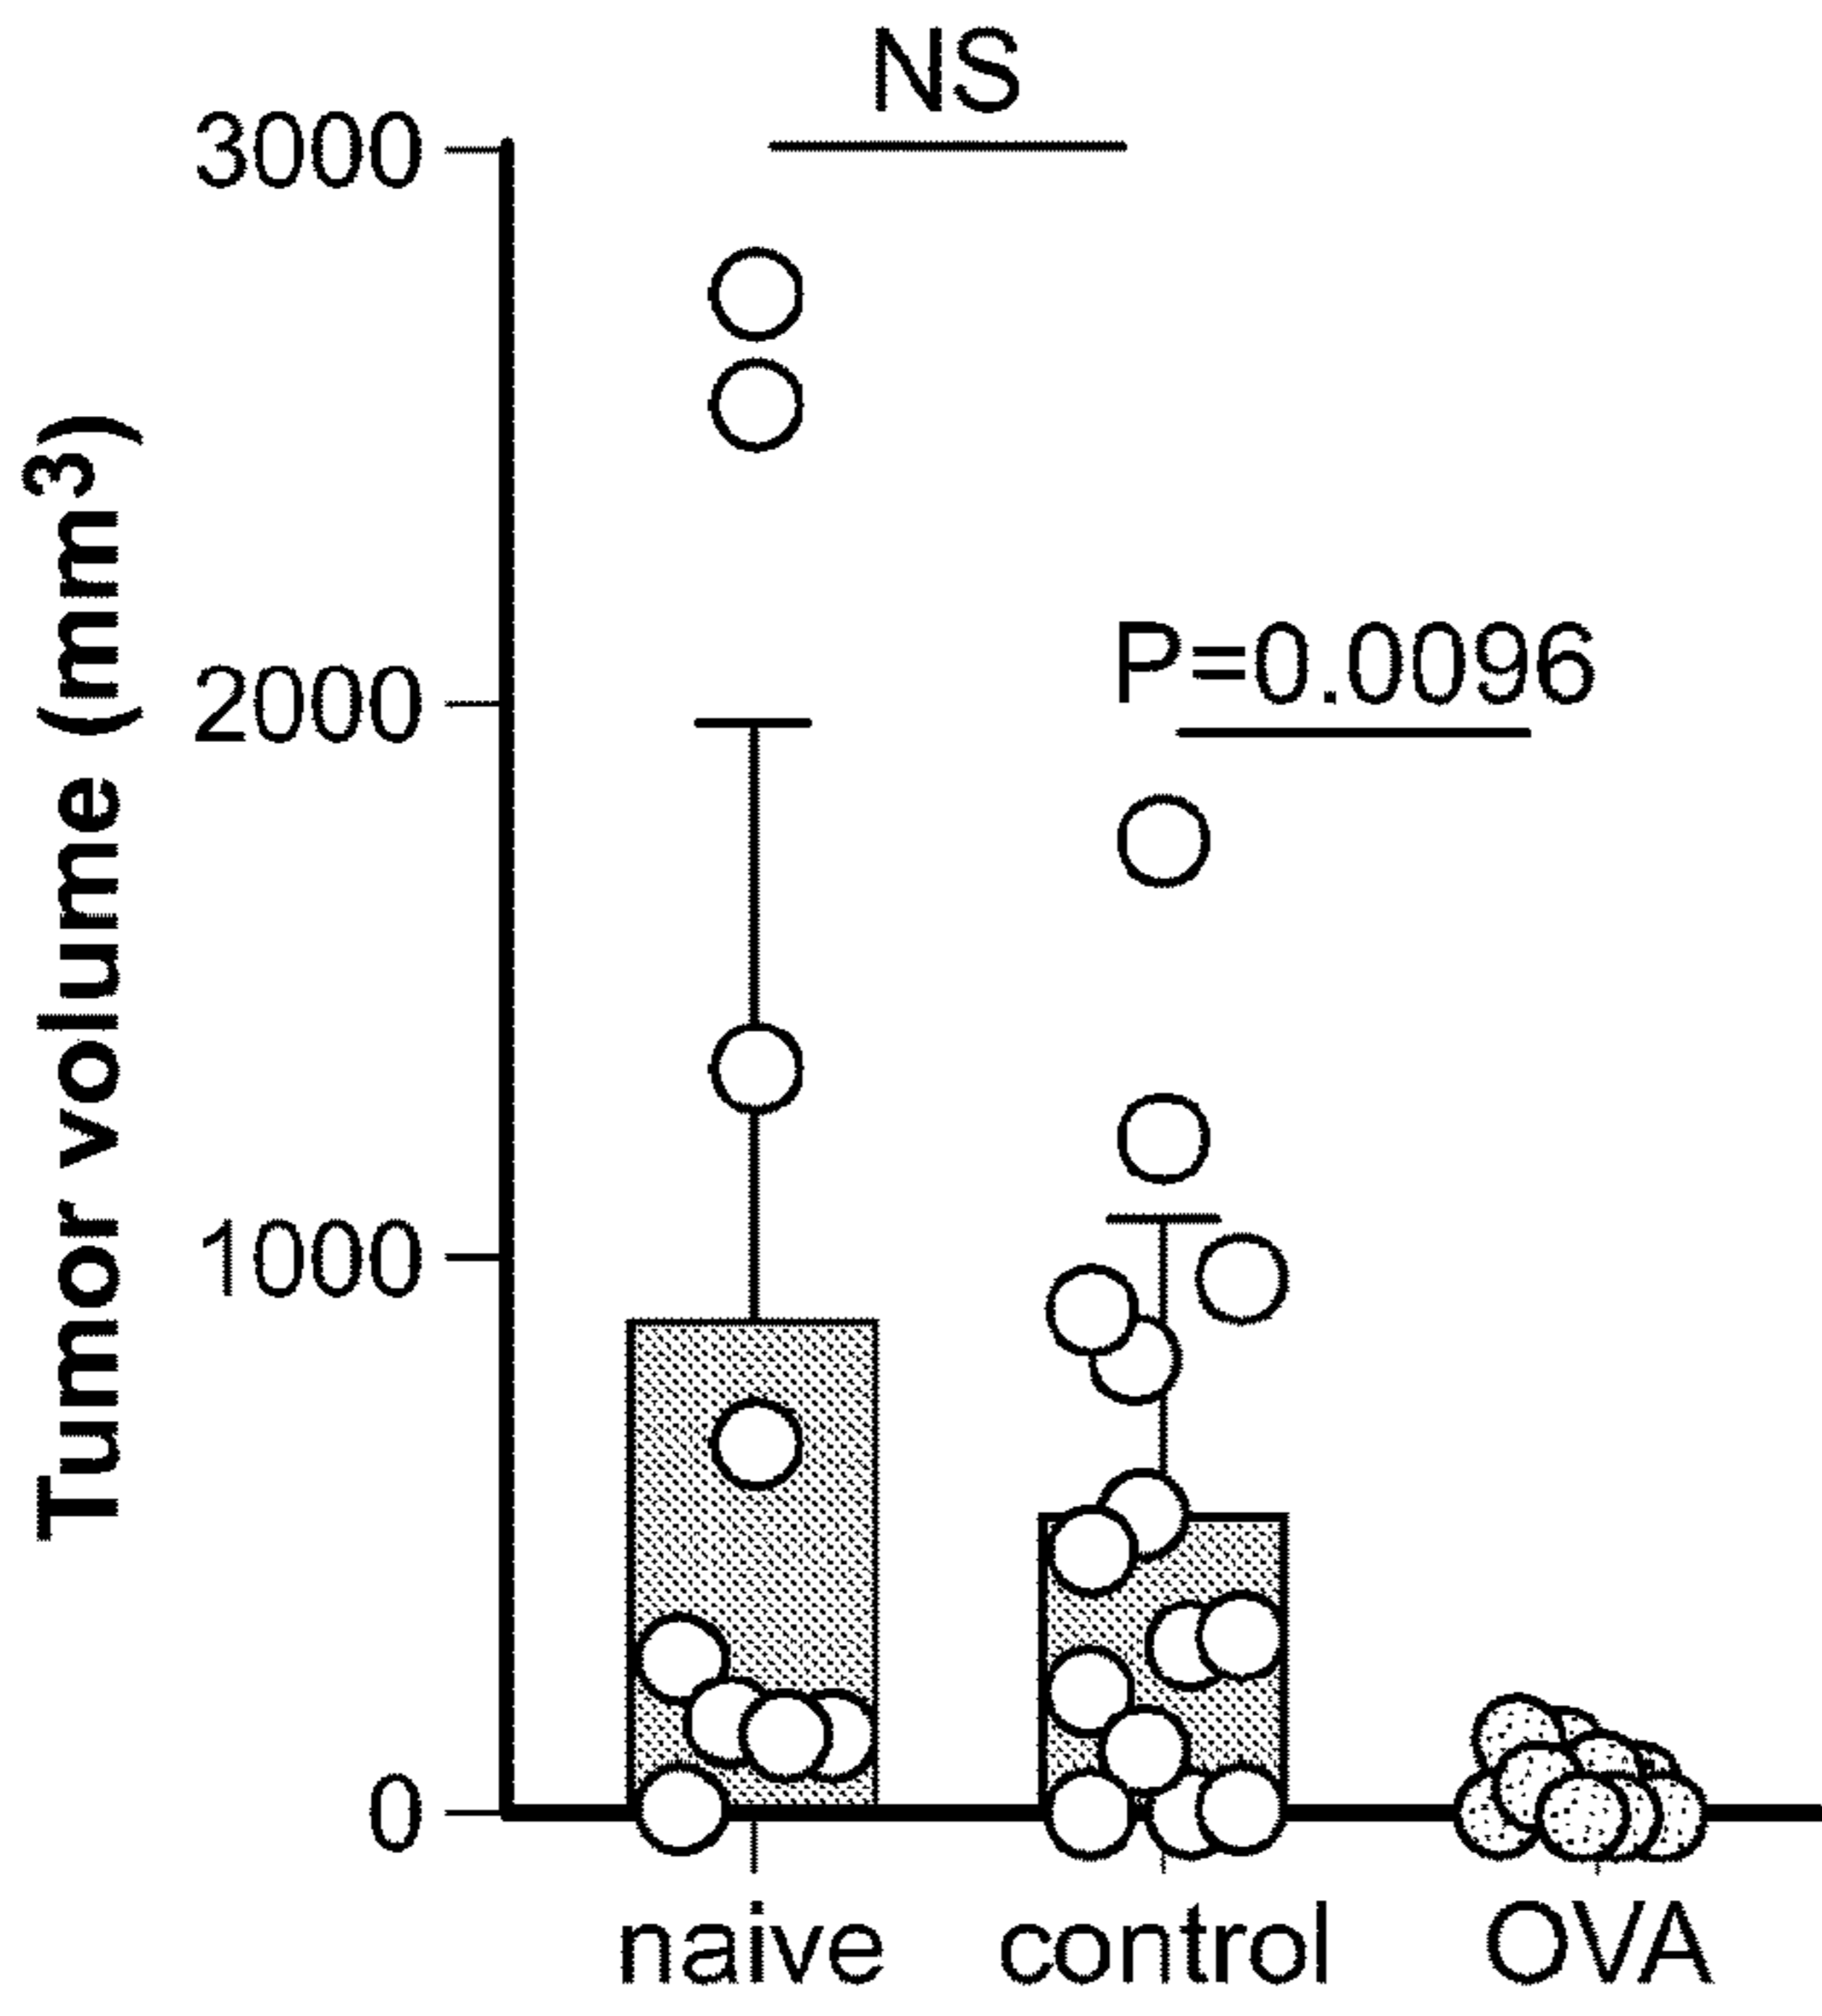 NS
3000
P=0.0096
2000
1000
0
Tumor volume (mm³)
naive control OVA